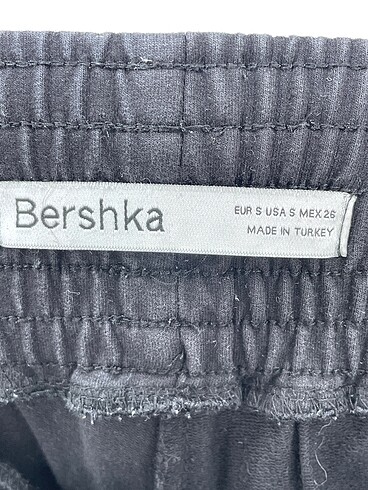 Bershka
EUR S USA S MEX 26
MADE IN TURKEY